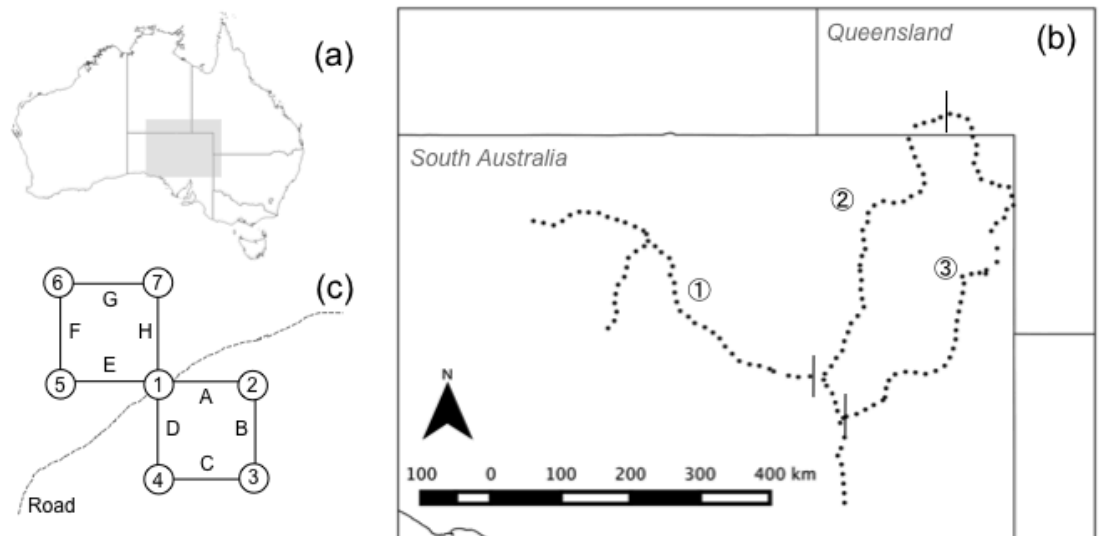 (a)
Queensland
(b)
South Australia
②
③
①
N
100 0 100 200 300 400 km
(c)
6 7
G
F H
E
5 1 2
A
D B
C
4 3
Road